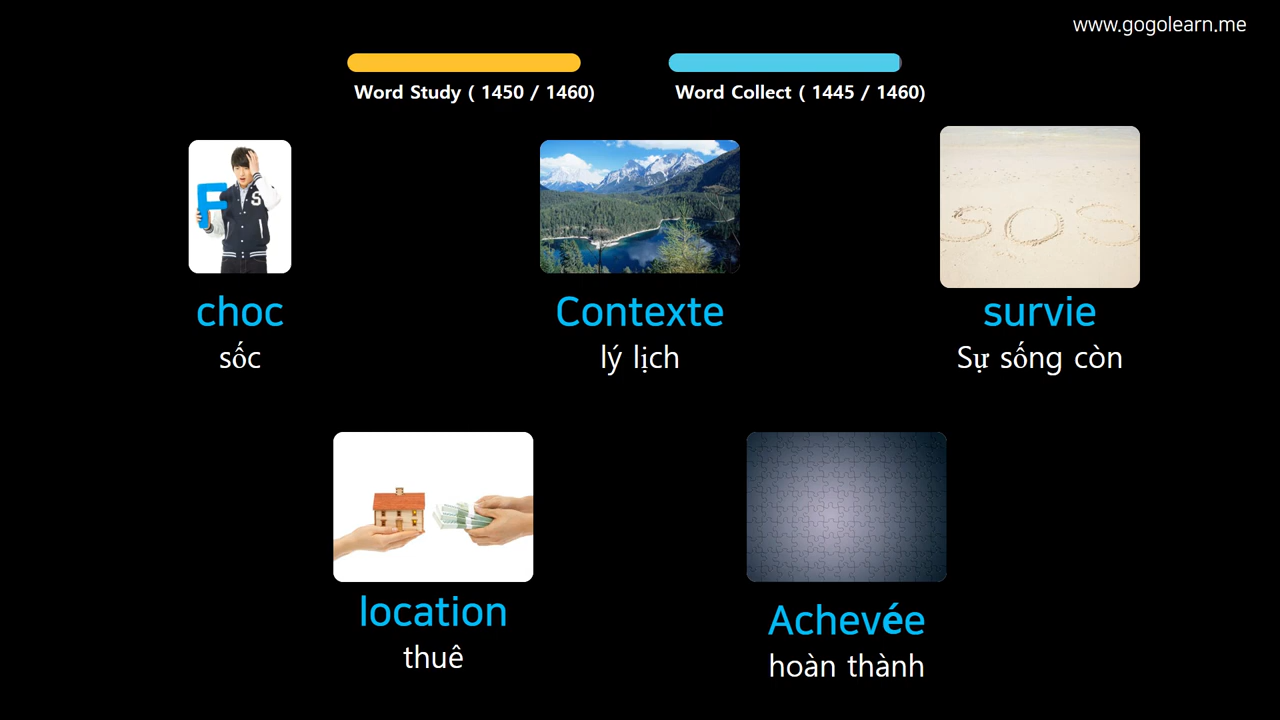 www.gogolearn.me
Word Study ( 1450 / 1460)
Word Collect ( 1445 / 1460)
F
S
SOS
choc
Contexte
survie
sốc
lý lịch
Sự sống còn
location
Achevée
thuê
hoàn thành